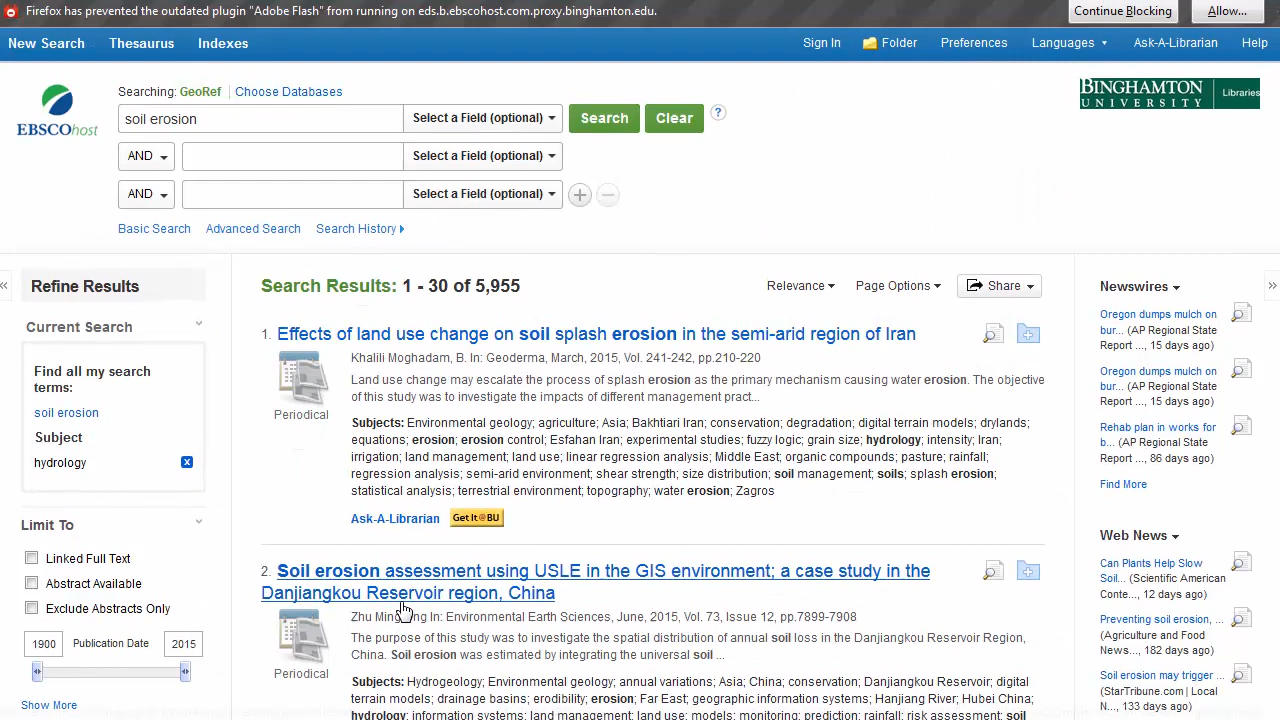 Firefox has prevented the outdated plugin "Adobe Flash" from running on eds.b.ebscohost.com.proxy.binghamton.edu.
Continue Blocking
Allow...
New Search Thesaurus Indexes
Sign In Folder Preferences Languages Ask-A-Librarian Help
EBSCOhost
Searching: GeoRef Choose Databases
BINGHAMTON UNIVERSITY Libraries
soil erosion Select a Field (optional) Search Clear ?
AND Select a Field (optional)
AND Select a Field (optional)
Basic Search Advanced Search Search History
Refine Results
Current Search
Find all my search
terms:
soil erosion
Subject
hydrology
Limit To
Linked Full Text
Abstract Available
Exclude Abstracts Only
1900 Publication Date 2015
Show More
Search Results: 1 - 30 of 5,955
Relevance Page Options Share
1. Effects of land use change on soil splash erosion in the semi-arid region of Iran
Periodical
Khalili Moghadam, B. In: Geoderma, March, 2015, Vol. 241-242, pp.210-220
Land use change may escalate the process of splash erosion as the primary mechanism causing water erosion. The objective
of this study was to investigate the impacts of different management pract...
Subjects: Environmental geology; agriculture; Asia; Bakhtiari Iran; conservation; degradation; digital terrain models; drylands;
equations; erosion; erosion control; Esfahan Iran; experimental studies; fuzzy logic; grain size; hydrology; intensity; Iran;
irrigation; land management; land use; linear regression analysis; Middle East; organic compounds; pasture; rainfall;
regression analysis; semi-arid environment; shear strength; size distribution; soil management; soils; splash erosion;
statistical analysis; terrestrial environment; topography; water erosion; Zagros
Ask-A-Librarian Get It@BU
2. Soil erosion assessment using USLE in the GIS environment; a case study in the
Danjiangkou Reservoir region, China
Periodical
Zhu In: Environmental Earth Sciences, June, 2015, Vol. 73, Issue 12, pp.7899-7908
The purpose of this study was to investigate the spatial distribution of annual soil loss in the Danjiangkou Reservoir Region,
China. Soil erosion was estimated by integrating the universal soil ...
Subjects: Hydrogeology; Environmental geology; annual variations; Asia; China; conservation; Danjiangkou Reservoir; digital
terrain models; drainage basins; erodibility; erosion; Far East; geographic information systems; Hanjiang River; Hubei China;
hydrology; information systems; land management; land use; models; monitoring; prediction; rainfall; risk assessment; soil
Newswires
Oregon dumps mulch on
bur... (AP Regional State
Report ..., 15 days ago)
Oregon dumps mulch on
bur... (AP Regional State
Report ..., 15 days ago)
Rehab plan in works for
b... (AP Regional State
Report ..., 86 days ago)
Find More
Web News
Can Plants Help Slow
Soil... (Scientific American
Conte..., 12 days ago)
Preventing soil erosion, ...
(Agriculture and Food
News..., 182 days ago)
Soil erosion may trigger ...
(StarTribune.com | Local
N..., 133 days ago)